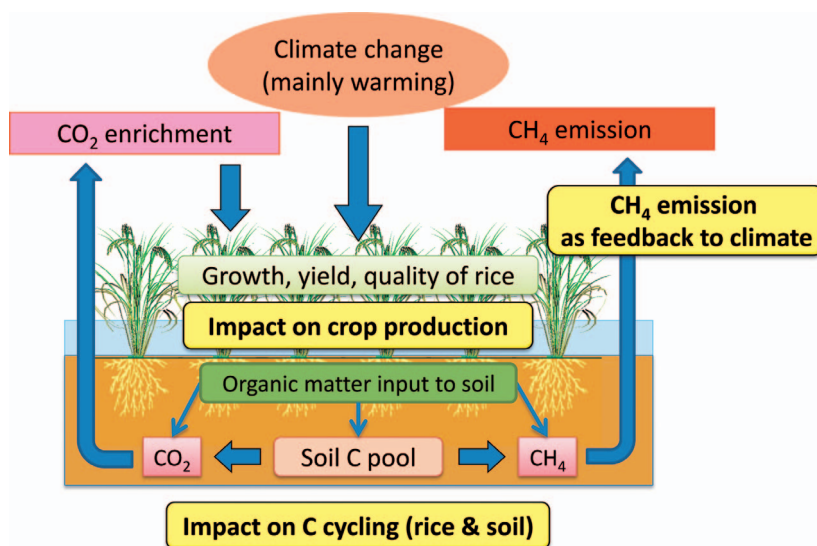 Climate change
(mainly warming)
CO₂ enrichment
CH₄ emission
CH₄ emission
as feedback to climate
Growth, yield, quality of rice
Impact on crop production
Organic matter input to soil
CO₂
Soil C pool
CH₄
Impact on C cycling (rice & soil)